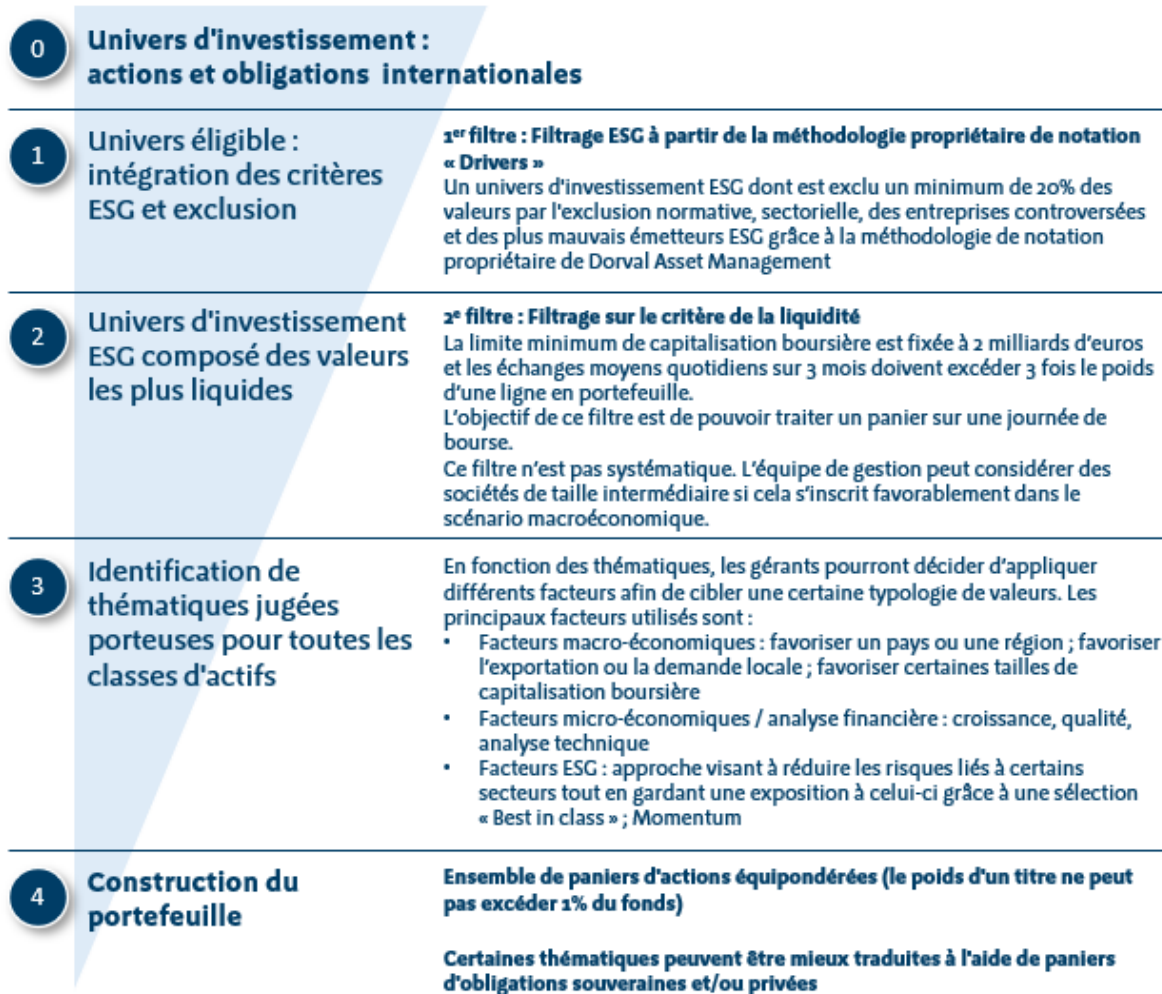 0
Univers d'investissement :
actions et obligations internationales
1
Univers éligible :
intégration des critères
ESG et exclusion
1er filtre : Filtrage ESG à partir de la méthodologie propriétaire de notation
« Drivers »
Un univers d'investissement ESG dont est exclu un minimum de 20% des
valeurs par l'exclusion normative, sectorielle, des entreprises controversées
et des plus mauvais émetteurs ESG grâce à la méthodologie de notation
propriétaire de Dorval Asset Management
2
Univers d'investissement
ESG composé des valeurs
les plus liquides
2e filtre : Filtrage sur le critère de la liquidité
La limite minimum de capitalisation boursière est fixée à 2 milliards d'euros
et les échanges moyens quotidiens sur 3 mois doivent excéder 3 fois le poids
d'une ligne en portefeuille.
L'objectif de ce filtre est de pouvoir traiter un panier sur une journée de
bourse.
Ce filtre n'est pas systématique. L'équipe de gestion peut considérer des
sociétés de taille intermédiaire si cela s'inscrit favorablement dans le
scénario macroéconomique.
3
Identification de
thématiques jugées
porteuses pour toutes les
classes d'actifs
En fonction des thématiques, les gérants pourront décider d'appliquer
différents facteurs afin de cibler une certaine typologie de valeurs. Les
principaux facteurs utilisés sont :
• Facteurs macro-économiques : favoriser un pays ou une région ; favoriser
l'exportation ou la demande locale ; favoriser certaines tailles de
capitalisation boursière
• Facteurs micro-économiques / analyse financière : croissance, qualité,
analyse technique
• Facteurs ESG : approche visant à réduire les risques liés à certains
secteurs tout en gardant une exposition à celui-ci grâce à une sélection
« Best in class » ; Momentum
4
Construction du
portefeuille
Ensemble de paniers d'actions équipondérées (le poids d'un titre ne peut
pas excéder 1% du fonds)
Certaines thématiques peuvent être mieux traduites à l'aide de paniers
d'obligations souveraines et/ou privées